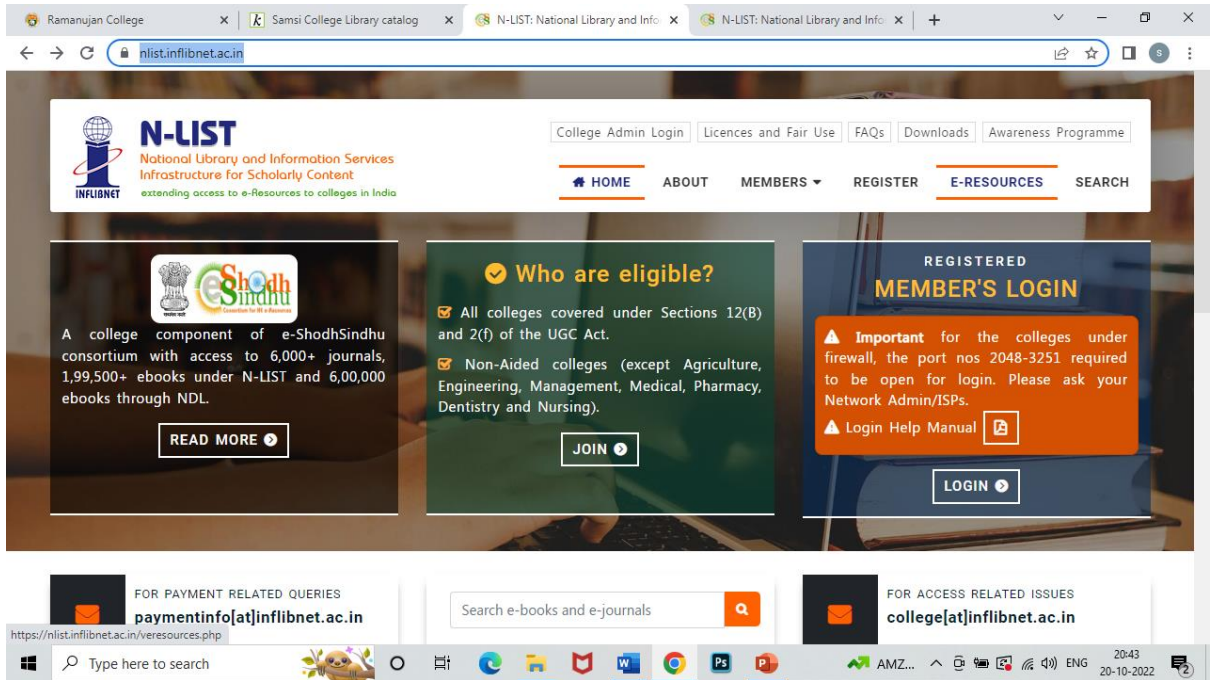 Ramanujan College
Samsi College Library catalog
N-LIST: National Library and Info
N-LIST: National Library and Info
nlist.inflibnet.ac.in
S
INFLIBNET
N-LIST
National Library and Information Services
Infrastructure for Scholarly Content
extending access to e-Resources to colleges in India
College Admin Login Licences and Fair Use FAQs Downloads Awareness Programme
HOME ABOUT MEMBERS REGISTER E-RESOURCES SEARCH
e-Shodh
Sindhu
A college component of e-ShodhSindhu
consortium with access to 6,000+ journals,
1,99,500+ ebooks under N-LIST and 6,00,000
ebooks through NDL.
READ MORE
Who are eligible?
All colleges covered under Sections 12(B)
and 2(f) of the UGC Act.
Non-Aided colleges (except Agriculture,
Engineering, Management, Medical, Pharmacy,
Dentistry and Nursing).
JOIN
REGISTERED
MEMBER'S LOGIN
Important for the colleges under
firewall, the port nos 2048-3251 required
to be open for login. Please ask your
Network Admin/ISPs.
Login Help Manual
LOGIN
FOR PAYMENT RELATED QUERIES
paymentinfo[at]inflibnet.ac.in
Search e-books and e-journals
FOR ACCESS RELATED ISSUES
college[at]inflibnet.ac.in
https://nlist.inflibnet.ac.in/veresources.php
Type here to search
W
Ps
P
AMZ...
ENG
20:43
20-10-2022
2